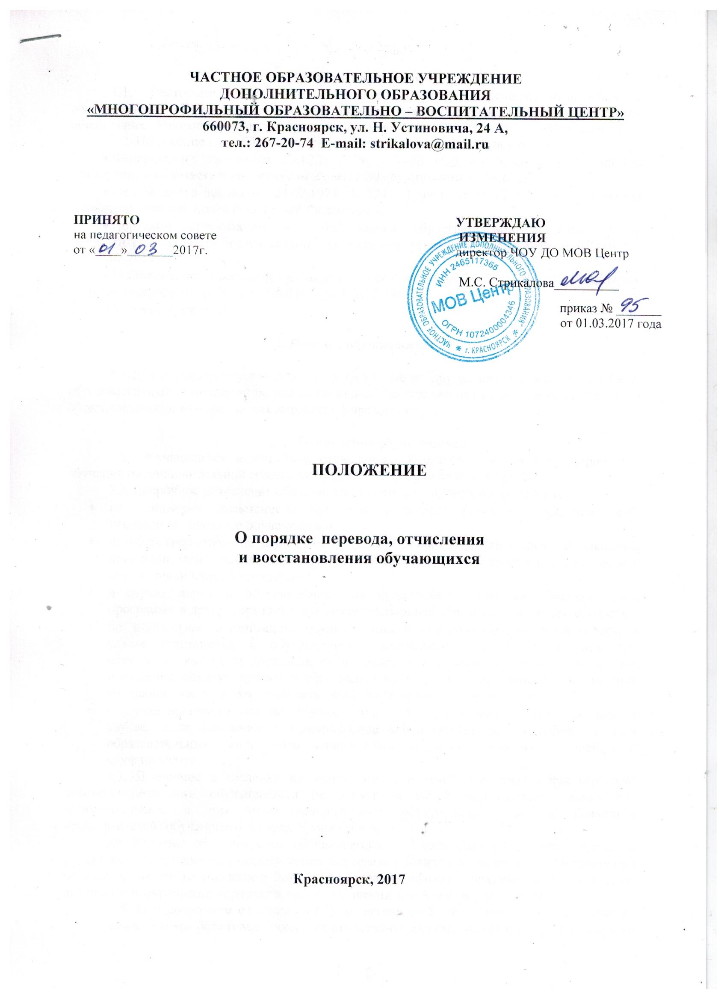 ЧАСТНОЕ ОБРАЗОВАТЕЛЬНОЕ УЧРЕЖДЕНИЕ
ДОПОЛНИТЕЛЬНОГО ОБРАЗОВАНИЯ
«МНОГОПРОФИЛЬНЫЙ ОБРАЗОВАТЕЛЬНО – ВОСПИТАТЕЛЬНЫЙ ЦЕНТР»
660073, г. Красноярск, ул. Н. Устиновича, 24 А,
тел.: 267-20-74 E-mail: strikalova@mail.ru
ПРИНЯТО
на педагогическом совете
от «01» 03 2017г.
УТВЕРЖДАЮ
ИЗМЕНЕНИЯ
директор ЧОУ ДО МОВ Центр
М.С. Стрикалова
приказ № 95
от 01.03.2017 года
ЧАСТНОЕ ОБРАЗОВАТЕЛЬНОЕ УЧРЕЖДЕНИЕ ДОПОЛНИТЕЛЬНОГО ОБРАЗОВАНИЯ"
* г. КРАСНОЯРСК *
ИНН 2465117365
МОВ Центр
ОГРН 1072400004346
ПОЛОЖЕНИЕ
О порядке перевода, отчисления
и восстановления обучающихся
Красноярск, 2017